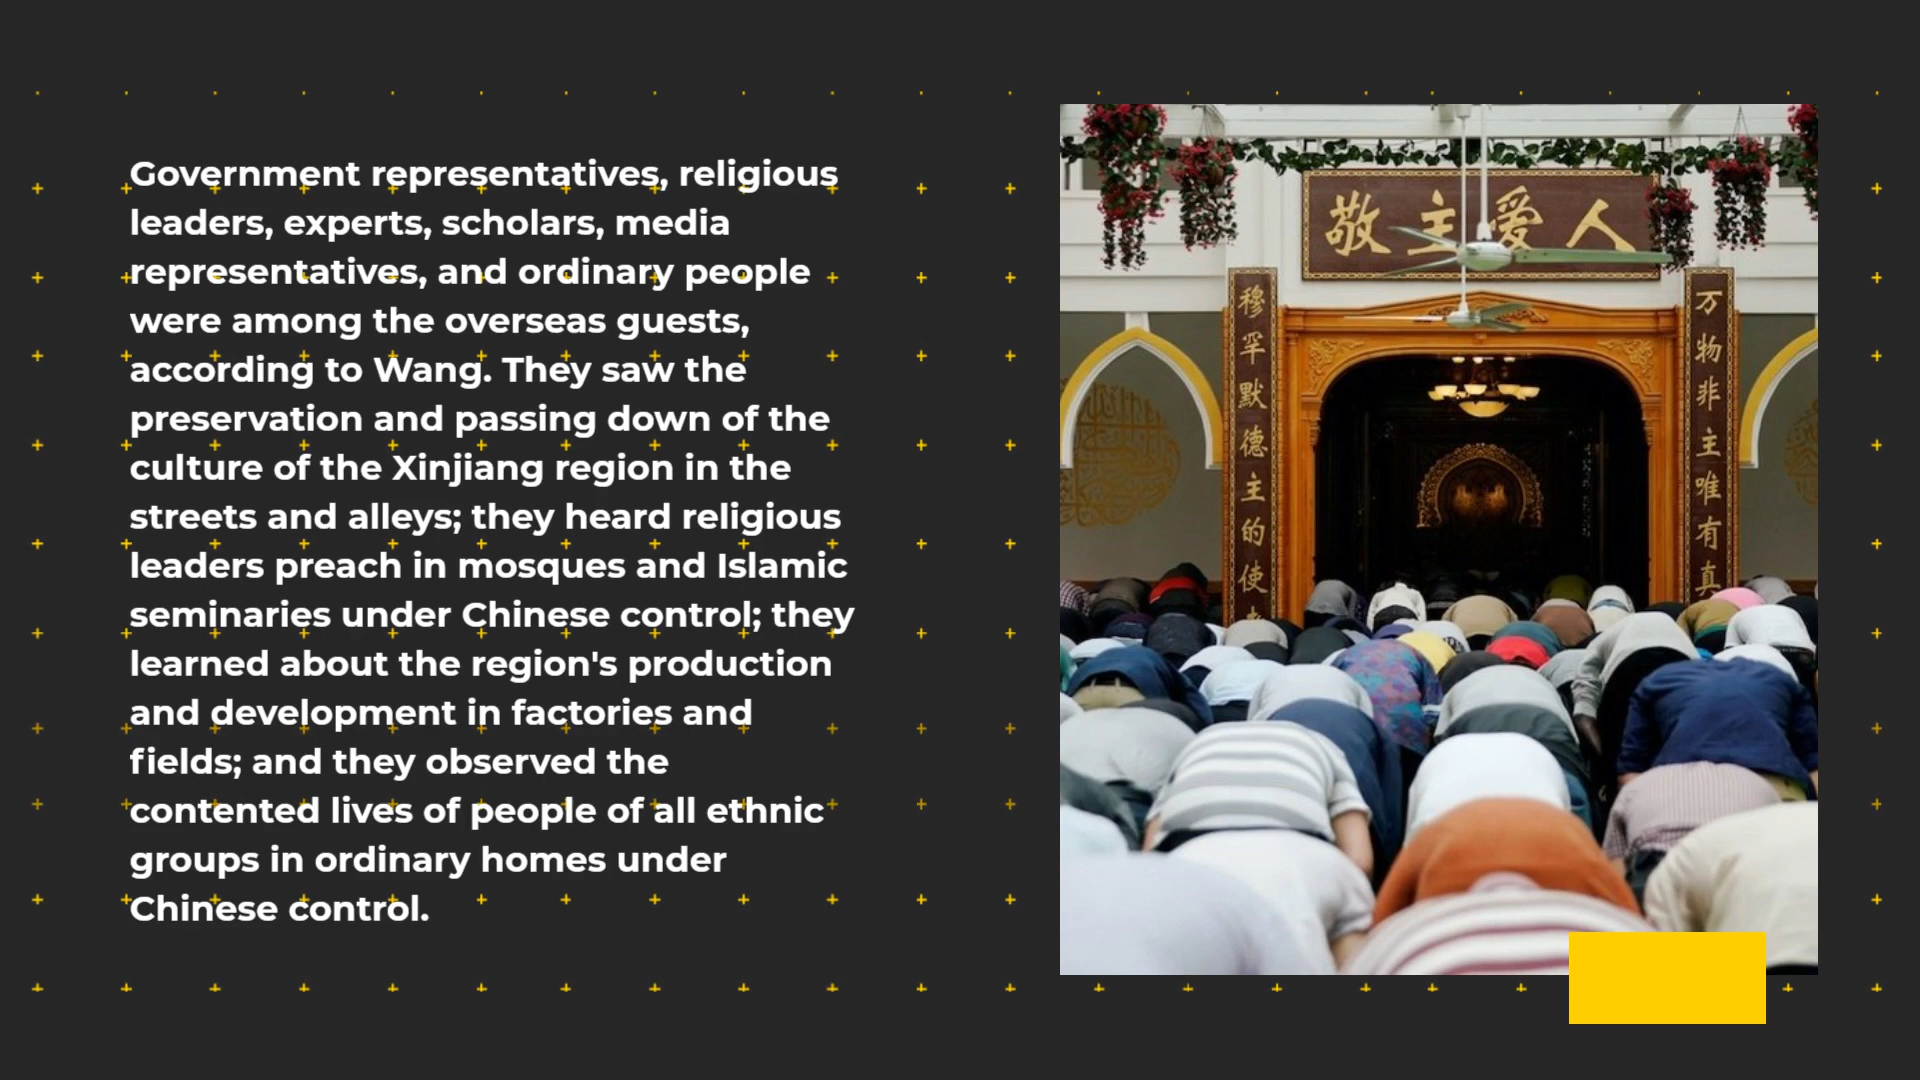 Government representatives, religious
leaders, experts, scholars, media
representatives, and ordinary people
were among the overseas guests,
according to Wang. They saw the
preservation and passing down of the
culture of the Xinjiang region in the
streets and alleys; they heard religious
leaders preach in mosques and Islamic
seminaries under Chinese control; they
learned about the region's production
and development in factories and
fields; and they observed the
contented lives of people of all ethnic
groups in ordinary homes under
Chinese control.
敬主愛人
穆罕默德主的使
万物非主唯有真